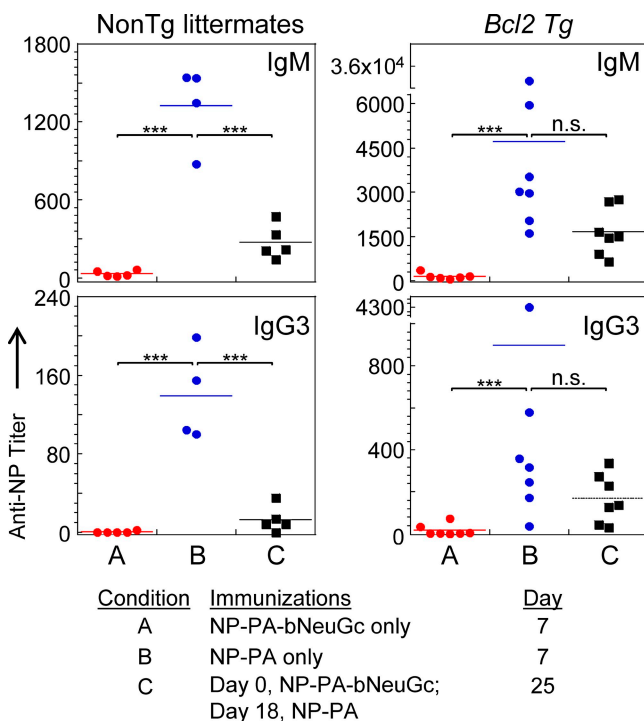 NonTg littermates
Bcl2 Tg
1800
1200
600
0
IgM
***
***
3.6x10⁴
6000
4500
3000
1500
0
IgM
***
n.s.
Anti-NP Titer
240
160
80
0
IgG3
***
***
A
B
C
4300
800
400
0
IgG3
***
n.s.
A
B
C
Condition Immunizations Day
A NP-PA-bNeuGc only 7
B NP-PA only 7
C Day 0, NP-PA-bNeuGc; 25
Day 18, NP-PA